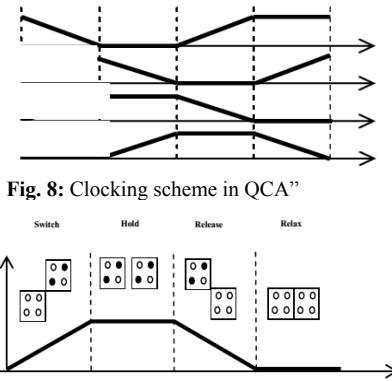 Fig. 8: Clocking scheme in QCA”
Switch Hold Release Relax